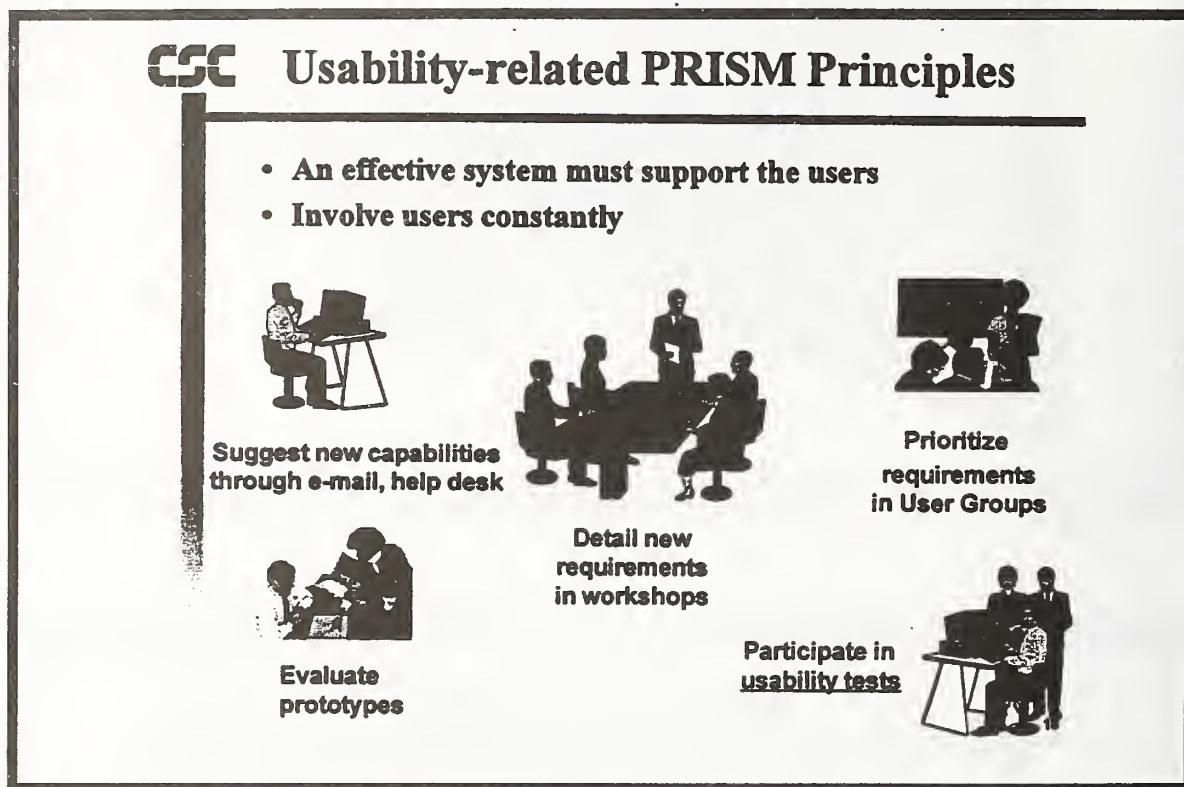 CSC Usability-related PRISM Principles
• An effective system must support the users
• Involve users constantly
Suggest new capabilities
through e-mail, help desk
Detail new
requirements
in workshops
Prioritize
requirements
in User Groups
Evaluate
prototypes
Participate in
usability tests